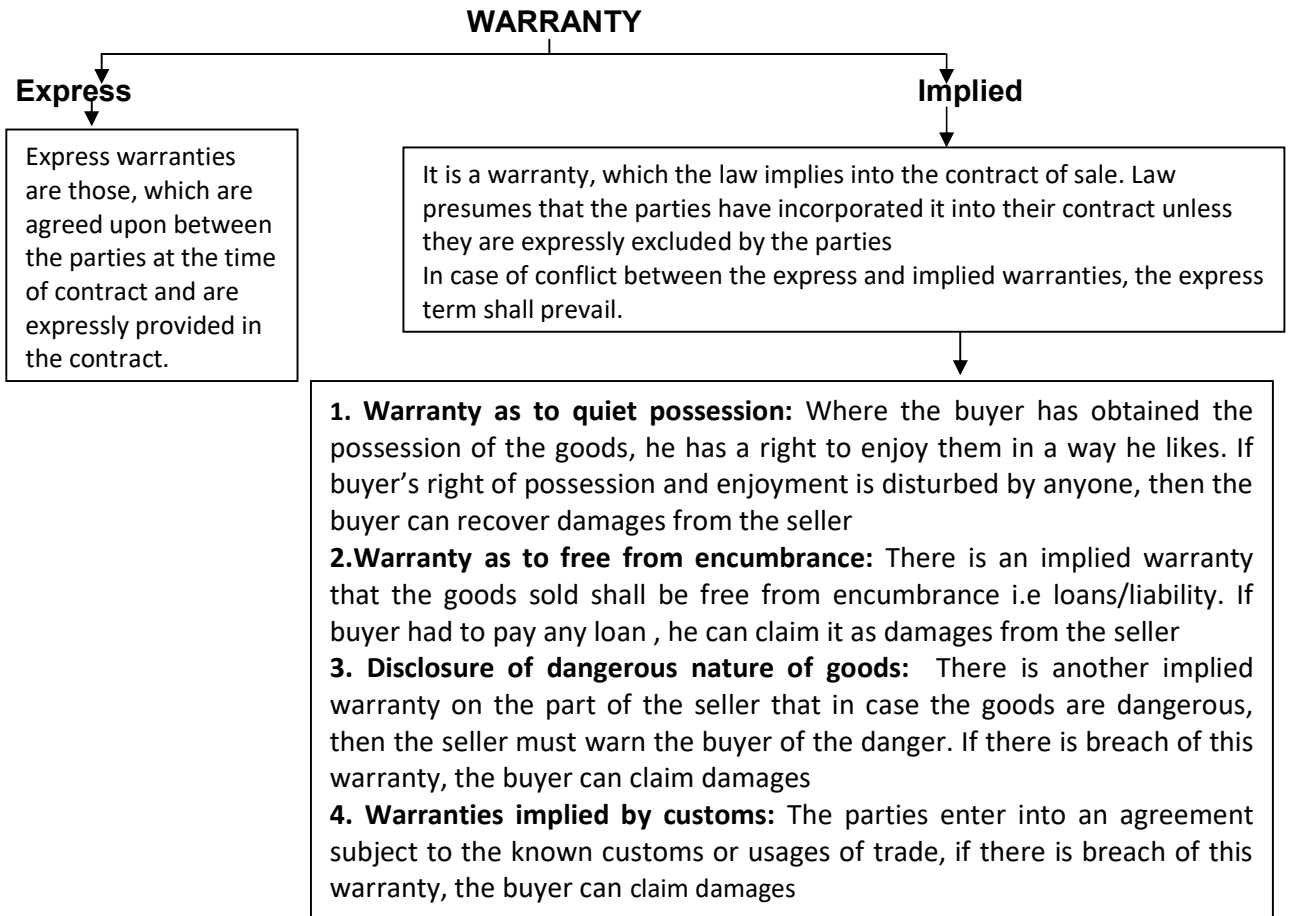 WARRANTY
Express
Implied
Express warranties
are those, which are
agreed upon between
the parties at the time
of contract and are
expressly provided in
the contract.
It is a warranty, which the law implies into the contract of sale. Law
presumes that the parties have incorporated it into their contract unless
they are expressly excluded by the parties
In case of conflict between the express and implied warranties, the express
term shall prevail.
1. Warranty as to quiet possession: Where the buyer has obtained the
possession of the goods, he has a right to enjoy them in a way he likes. If
buyer’s right of possession and enjoyment is disturbed by anyone, then the
buyer can recover damages from the seller
2.Warranty as to free from encumbrance: There is an implied warranty
that the goods sold shall be free from encumbrance i.e loans/liability. If
buyer had to pay any loan , he can claim it as damages from the seller
3. Disclosure of dangerous nature of goods: There is another implied
warranty on the part of the seller that in case the goods are dangerous,
then the seller must warn the buyer of the danger. If there is breach of this
warranty, the buyer can claim damages
4. Warranties implied by customs: The parties enter into an agreement
subject to the known customs or usages of trade, if there is breach of this
warranty, the buyer can claim damages